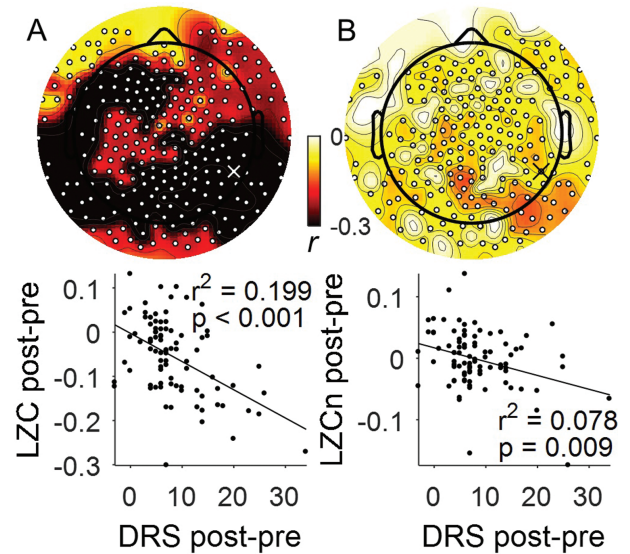 A
B
0
-0.3
r
r² = 0.199
p < 0.001
0.1
0
-0.1
-0.2
-0.3
LZC post-pre
0 10 20 30
DRS post-pre
0.1
0
-0.1
LZCn post-pre
r² = 0.078
p = 0.009
0 10 20 30
DRS post-pre